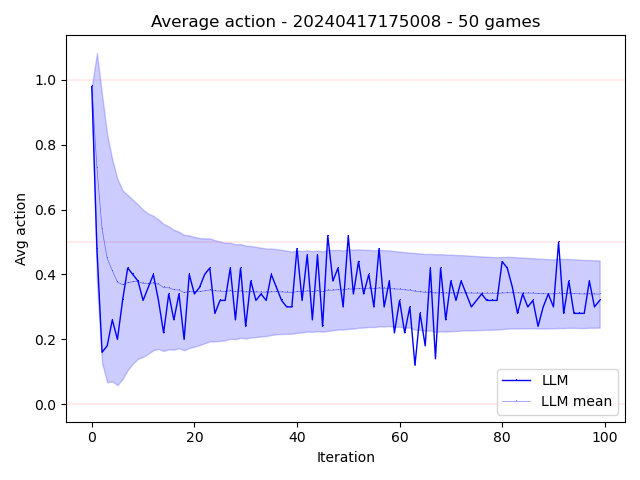 Average action - 20240417175008 - 50 games
1.0
0.8
0.6
0.4
0.2
0.0
Avg action
0 20 40 60 80 100
Iteration
LLM
LLM mean